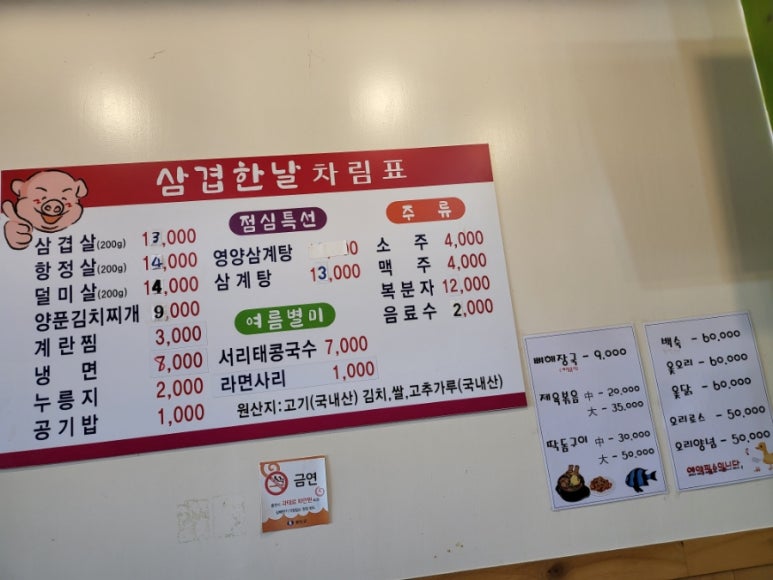 삼겹한날 차림표
삼겹살(200g) 13,000
항정살(200g) 14,000
덜미살(200g) 14,000
양푼김치찌개 9,000
계란찜 3,000
냉면 8,000
누룽지 2,000
공기밥 1,000
점심특선
영양삼계탕
삼계탕 13,000
여름별미
서리태콩국수 7,000
라면사리 1,000
주류
소주 4,000
맥주 4,000
복분자 12,000
음료수 2,000
원산지:고기(국내산) 김치,쌀,고추가루(국내산)
금연
뼈해장국 - 9,000
제육볶음 中 - 20,000
大 - 35,000
막돔구이 中 - 30,000
大 - 50,000
백숙 - 60,000
옻오리 - 60,000
옻닭 - 60,000
오리로스 - 50,000
오리양념 - 50,000